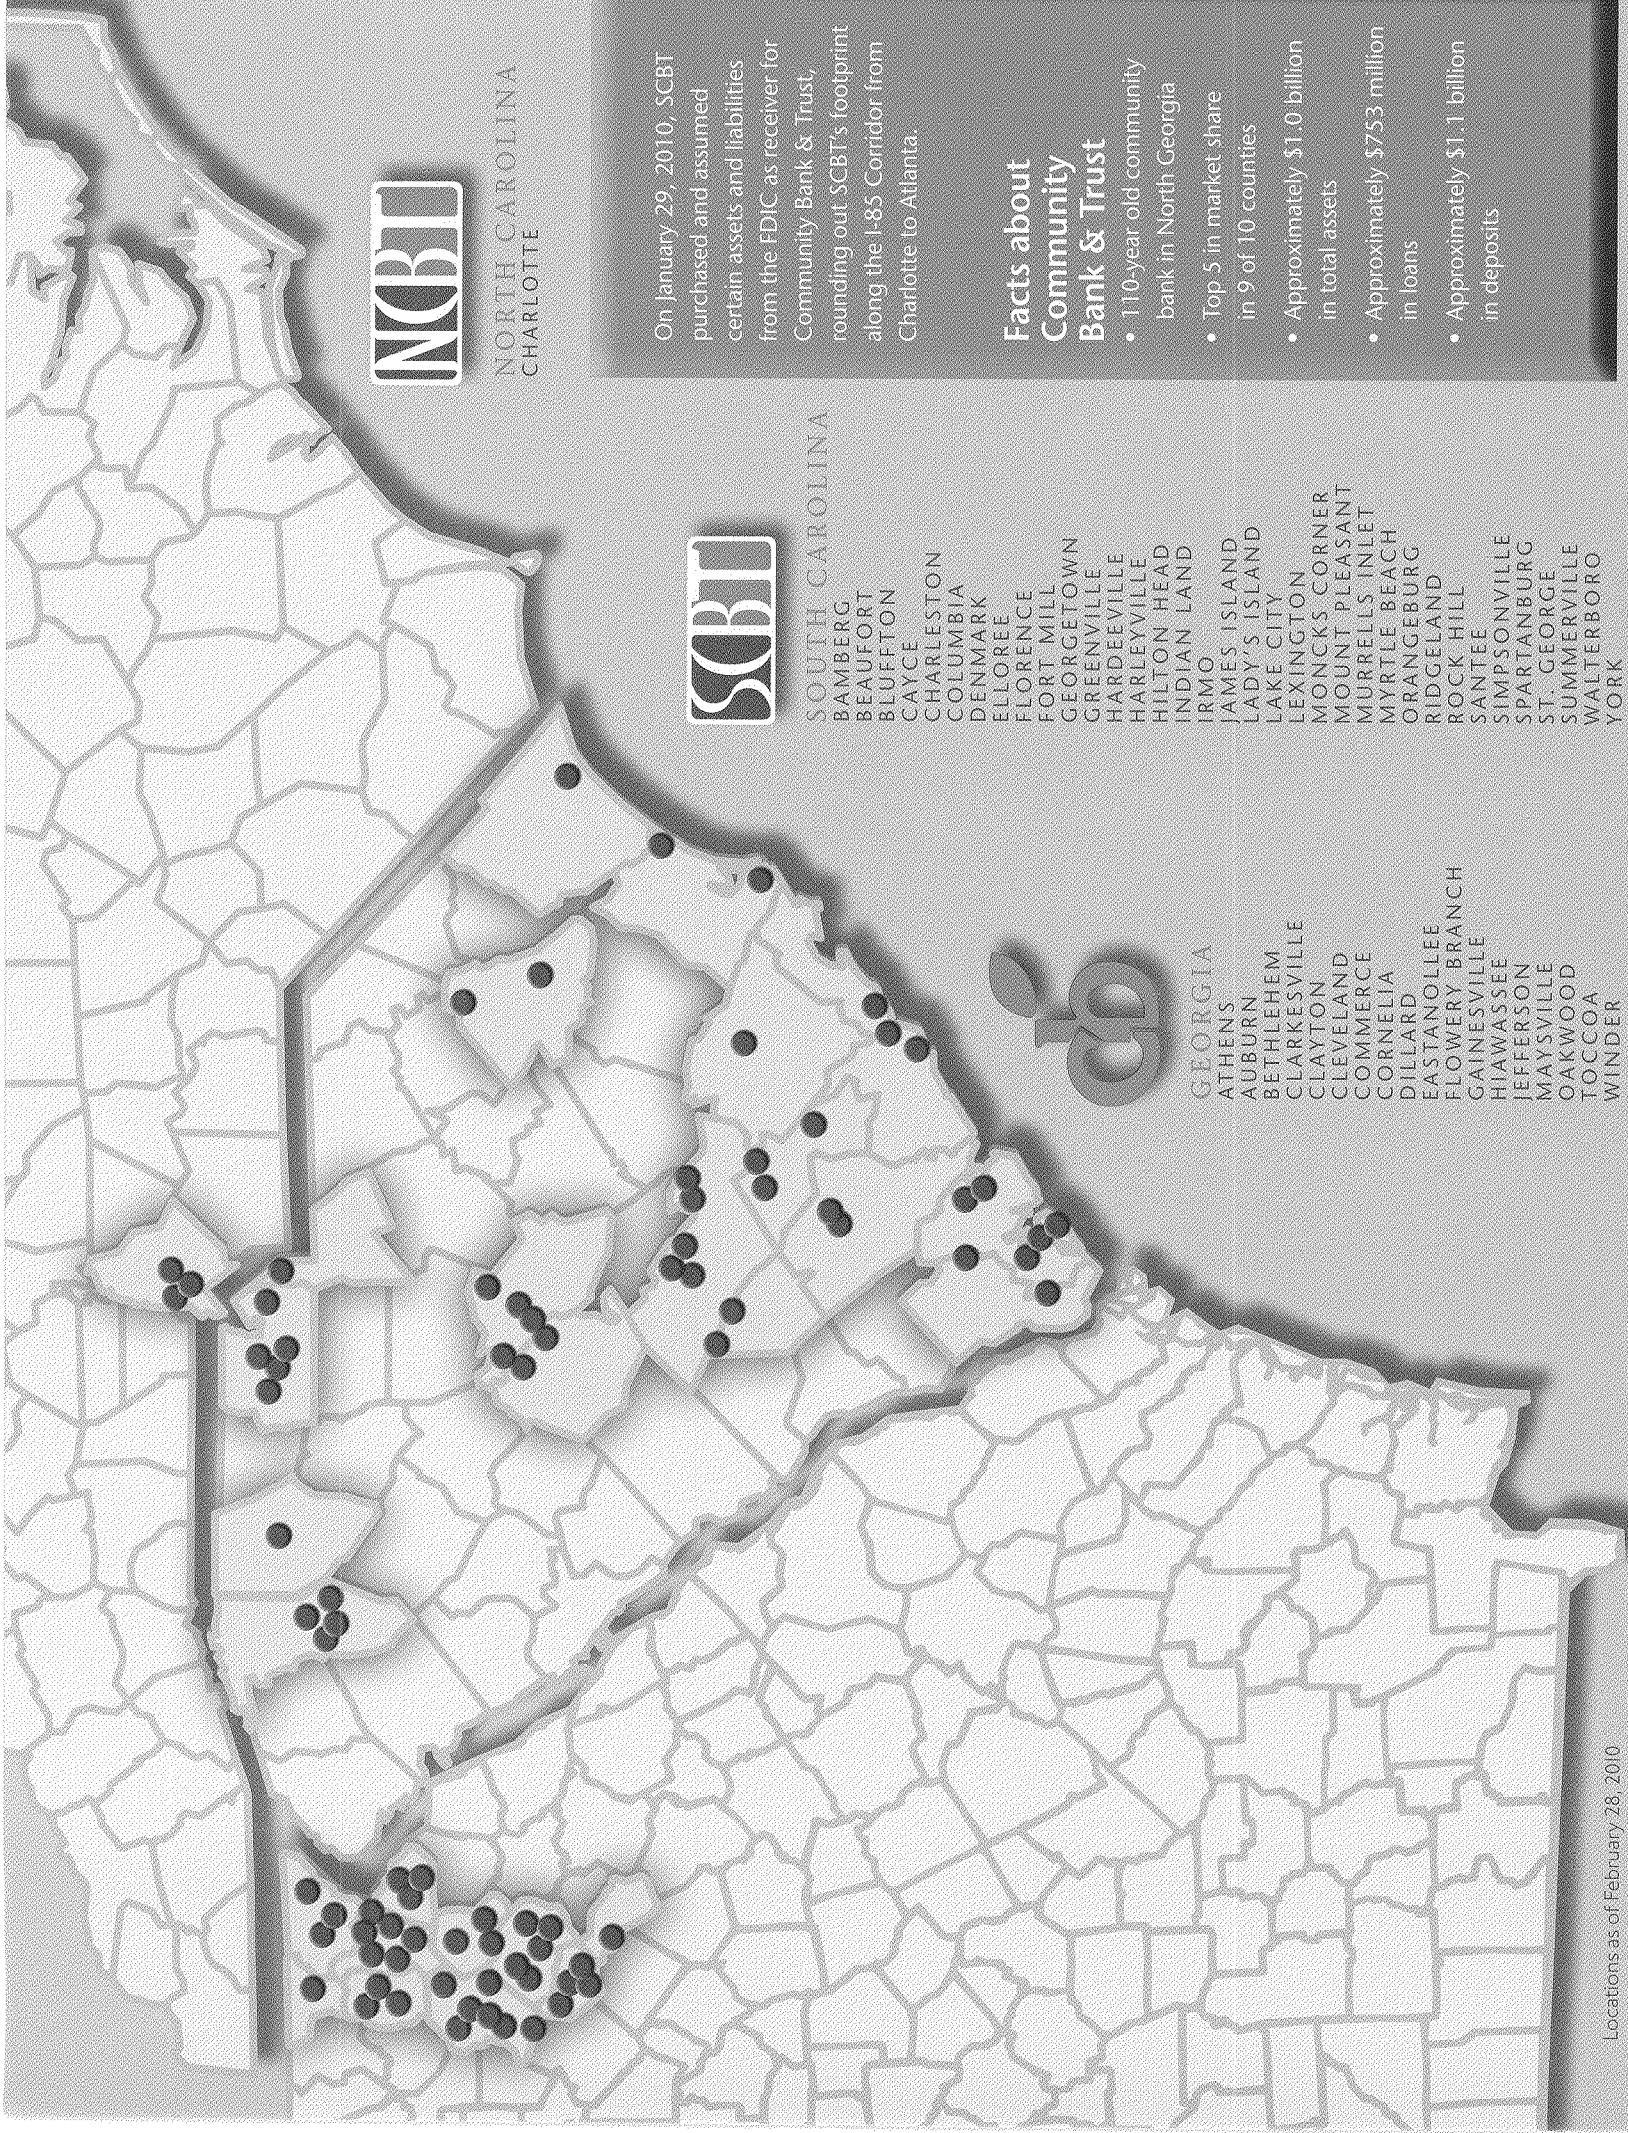 NCBT
NORTH CAROLINA
CHARLOTTE
On January 29, 2010, SCBT
purchased and assumed
certain assets and liabilities
from the FDIC as receiver for
Community Bank & Trust,
rounding out SCBT's footprint
along the I-85 Corridor from
Charlotte to Atlanta.
Facts about
Community
Bank & Trust
• 110-year old community
bank in North Georgia
• Top 5 in market share
in 9 of 10 counties
• Approximately $1.0 billion
in total assets
• Approximately $753 million
in loans
• Approximately $1.1 billion
in deposits
SCBT
SOUTH CAROLINA
BAMBERG
BEAUFORT
BLUFFTON
CAYCE
CHARLESTON
COLUMBIA
DENMARK
ELLOREE
FLORENCE
FORT MILL
GEORGETOWN
GREENVILLE
HARDEEVILLE
HARLEYVILLE
HILTON HEAD
INDIAN LAND
IRMO
JAMES ISLAND
LADY'S ISLAND
LAKE CITY
LEXINGTON
MONCKS CORNER
MOUNT PLEASANT
MURRELLS INLET
MYRTLE BEACH
ORANGEBURG
RIDGELAND
ROCK HILL
SANTEE
SIMPSONVILLE
SPARTANBURG
ST. GEORGE
SUMMERVILLE
WALTERBORO
YORK
cb
GEORGIA
ATHENS
AUBURN
BETHLEHEM
CLARKESVILLE
CLAYTON
CLEVELAND
COMMERCE
CORNELIA
DILLARD
EASTANOLLEE
FLOWERY BRANCH
GAINESVILLE
HIAWASSEE
JEFFERSON
MAYSVILLE
OAKWOOD
TOCCOA
WINDER
Locations as of February 28, 2010